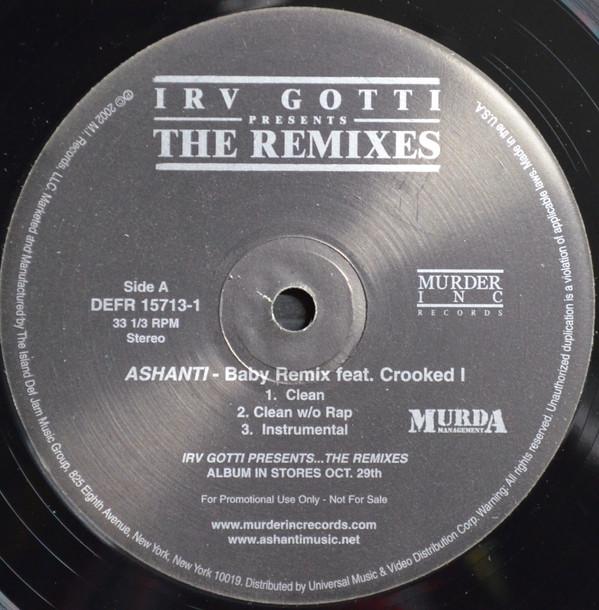 IRV GOTTI
PRESENTS
THE REMIXES
Side A
DEFR 15713-1
33 1/3 RPM
Stereo
MURDER
INC
RECORDS
ASHANTI - Baby Remix feat. Crooked I
1. Clean
2. Clean w/o Rap
3. Instrumental
MURDA
MANAGEMENT
IRV GOTTI PRESENTS...THE REMIXES
ALBUM IN STORES OCT. 29th
For Promotional Use Only - Not For Sale
www.murderincrecords.com
www.ashantimusic.net
℗© 2002 M.I. Records, LLC. Marketed and Manufactured by The Island Def Jam Music Group, 825 Eighth Avenue, New York, New York 10019. Distributed by Universal Music & Video Distribution Corp. Warning: All rights reserved. Unauthorized duplication is a violation of applicable laws. Made in the U.S.A.